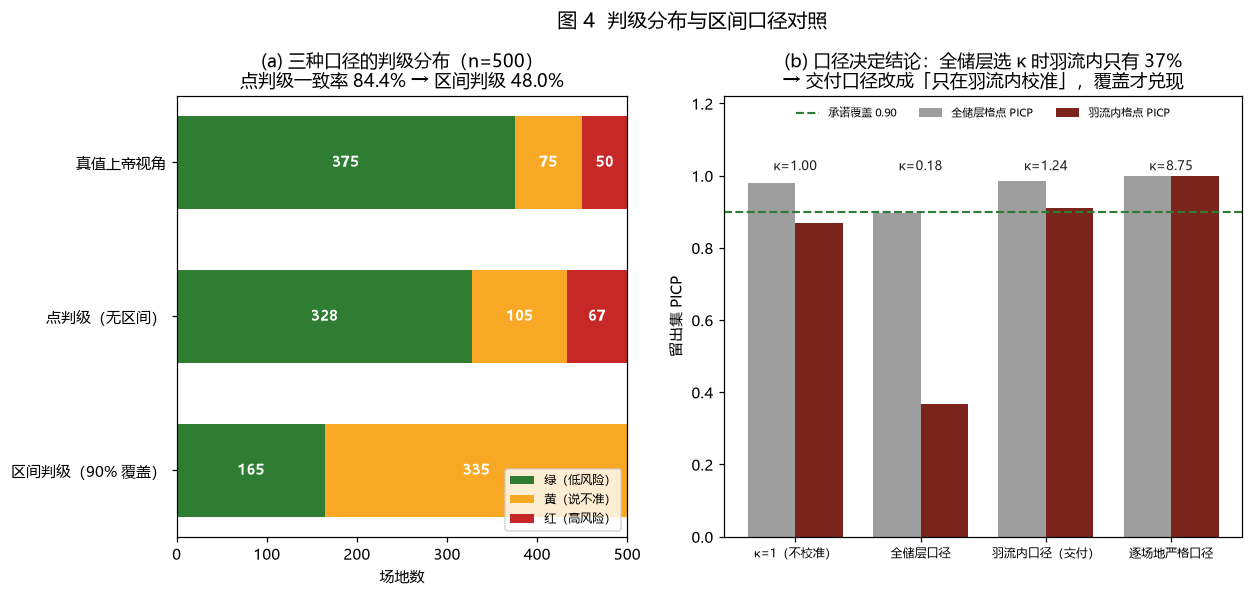 图 4 判级分布与区间口径对照
(a) 三种口径的判级分布（n=500）
点判级一致率 84.4% → 区间判级 48.0%
真值上帝视角
375
75
50
点判级（无区间）
328
105
67
区间判级（90% 覆盖）
165
335
绿（低风险）
黄（说不准）
红（高风险）
0
100
200
300
400
500
场地数
(b) 口径决定结论：全储层选 κ 时羽流内只有 37%
→ 交付口径改成「只在羽流内校准」，覆盖才兑现
承诺覆盖 0.90
全储层格点 PICP
羽流内格点 PICP
κ=1.00
κ=0.18
κ=1.24
κ=8.75
1.2
1.0
0.8
0.6
0.4
0.2
0.0
留出集 PICP
κ=1（不校准）
全储层口径
羽流内口径（交付）
逐场地严格口径